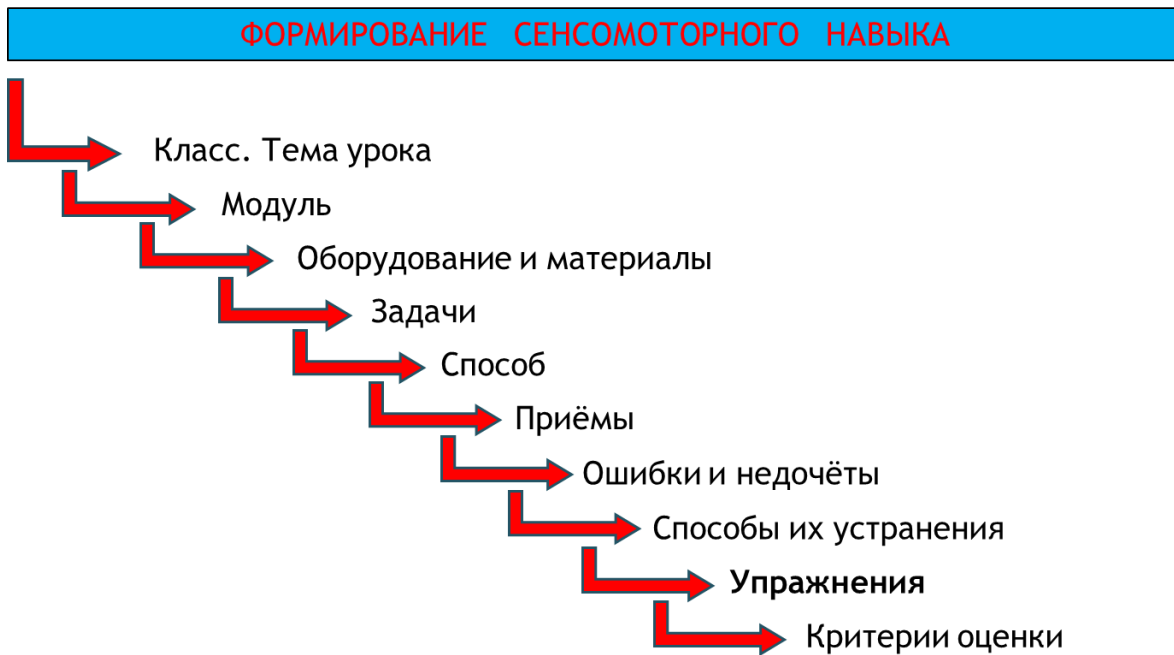 ФОРМИРОВАНИЕ СЕНСОМОТОРНОГО НАВЫКА
Класс. Тема урока
Модуль
Оборудование и материалы
Задачи
Способ
Приёмы
Ошибки и недочёты
Способы их устранения
Упражнения
Критерии оценки